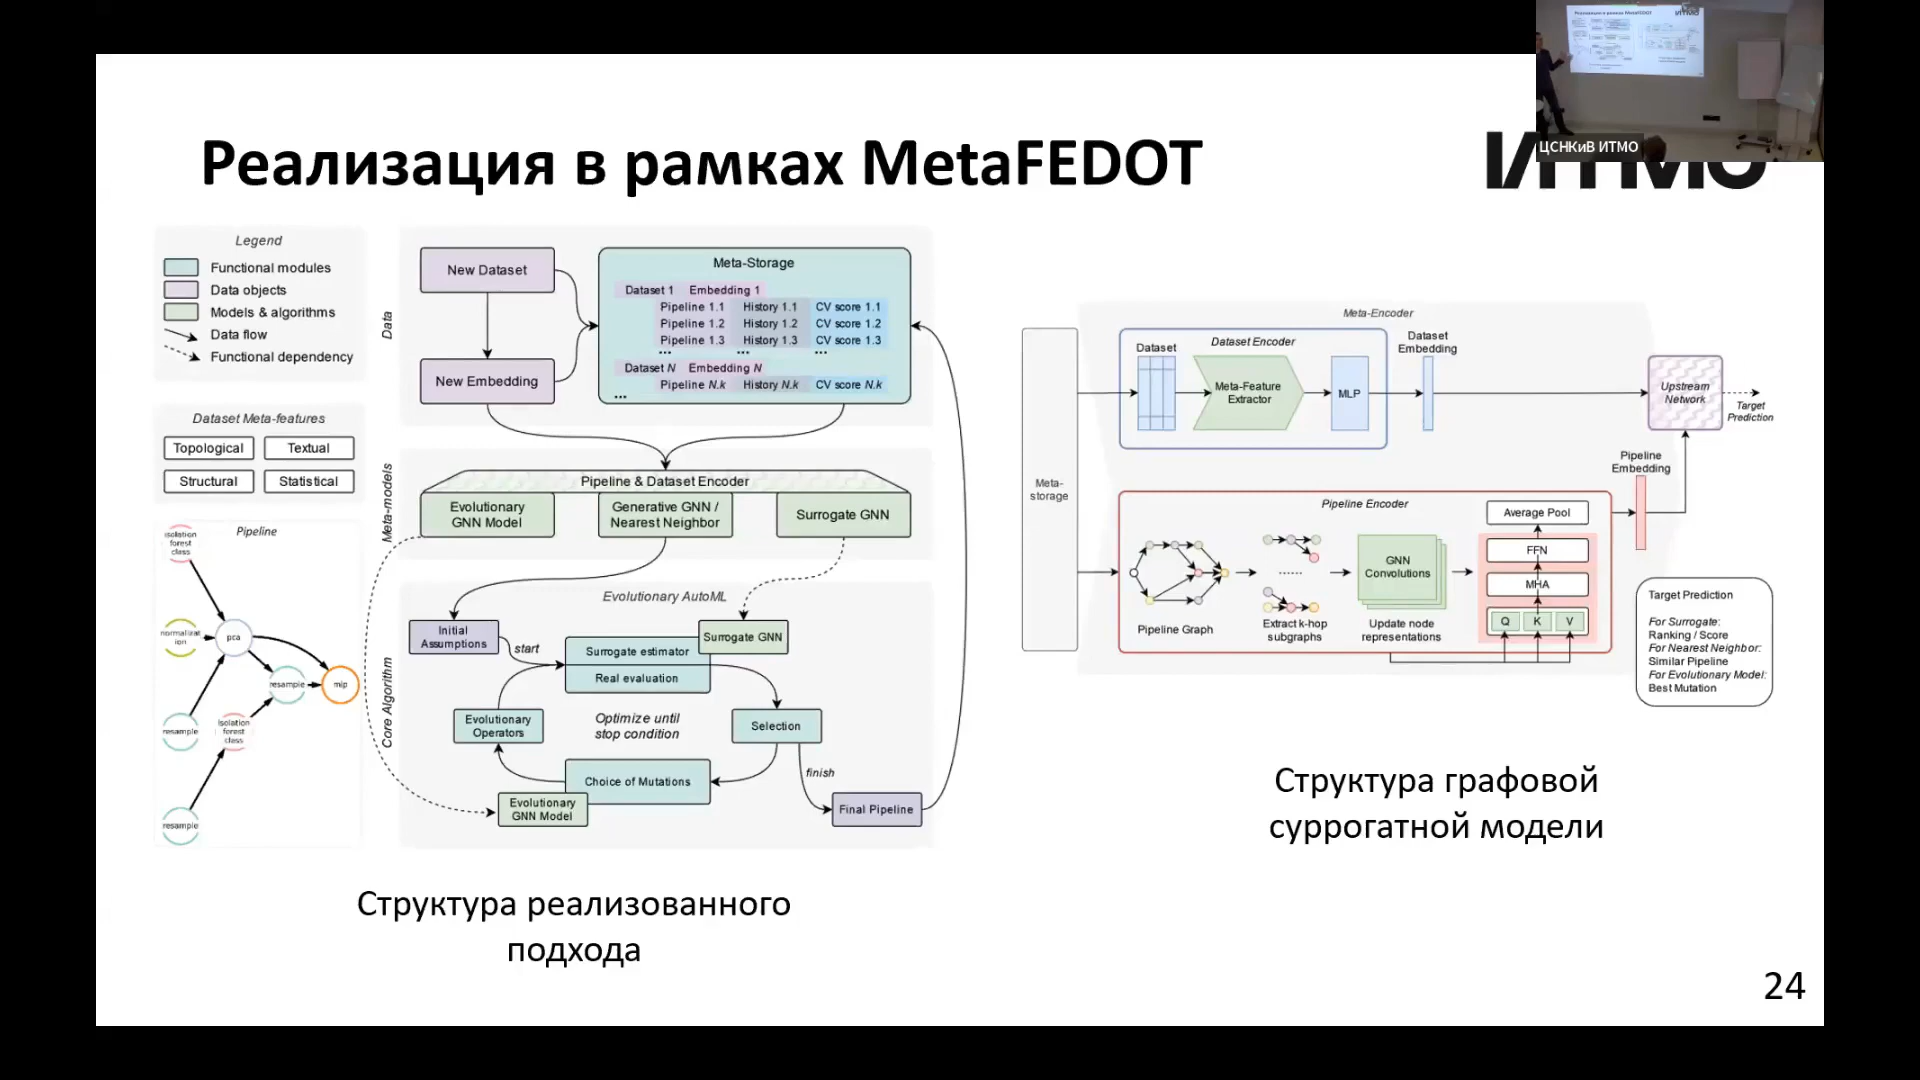 ЦСНКиВ ИТМО
Реализация в рамках MetaFEDOT
ИТМО
Legend
Functional modules
Data objects
Models & algorithms
Data flow
Functional dependency
Dataset Meta-features
Topological
Textual
Structural
Statistical
Pipeline
isolation
forest
class
normalizat
ion
pca
resample
mlp
resample
isolation
forest
class
resample
Data
New Dataset
New Embedding
Meta-Storage
Dataset 1 Embedding 1
Pipeline 1.1 History 1.1 CV score 1.1
Pipeline 1.2 History 1.2 CV score 1.2
Pipeline 1.3 History 1.3 CV score 1.3
... ... ...
Dataset N Embedding N
Pipeline N.k History N.k CV score N.k
...
Meta-models
Pipeline & Dataset Encoder
Evolutionary
GNN Model
Generative GNN /
Nearest Neighbor
Surrogate GNN
Core Algorithm
Evolutionary AutoML
Initial
Assumptions
start
Surrogate GNN
Surrogate estimator
Real evaluation
Evolutionary
Operators
Optimize until
stop condition
Selection
Choice of Mutations
finish
Evolutionary
GNN Model
Final Pipeline
Структура реализованного
подхода
Meta-
storage
Meta-Encoder
Dataset
Dataset Encoder
Meta-Feature
Extractor
MLP
Dataset
Embedding
Upstream
Network
Target
Prediction
Pipeline
Embedding
Pipeline Encoder
Pipeline Graph
......
Extract k-hop
subgraphs
GNN
Convolutions
Update node
representations
Average Pool
FFN
MHA
Q K V
Target Prediction
For Surrogate:
Ranking / Score
For Nearest Neighbor:
Similar Pipeline
For Evolutionary Model:
Best Mutation
Структура графовой
суррогатной модели
24